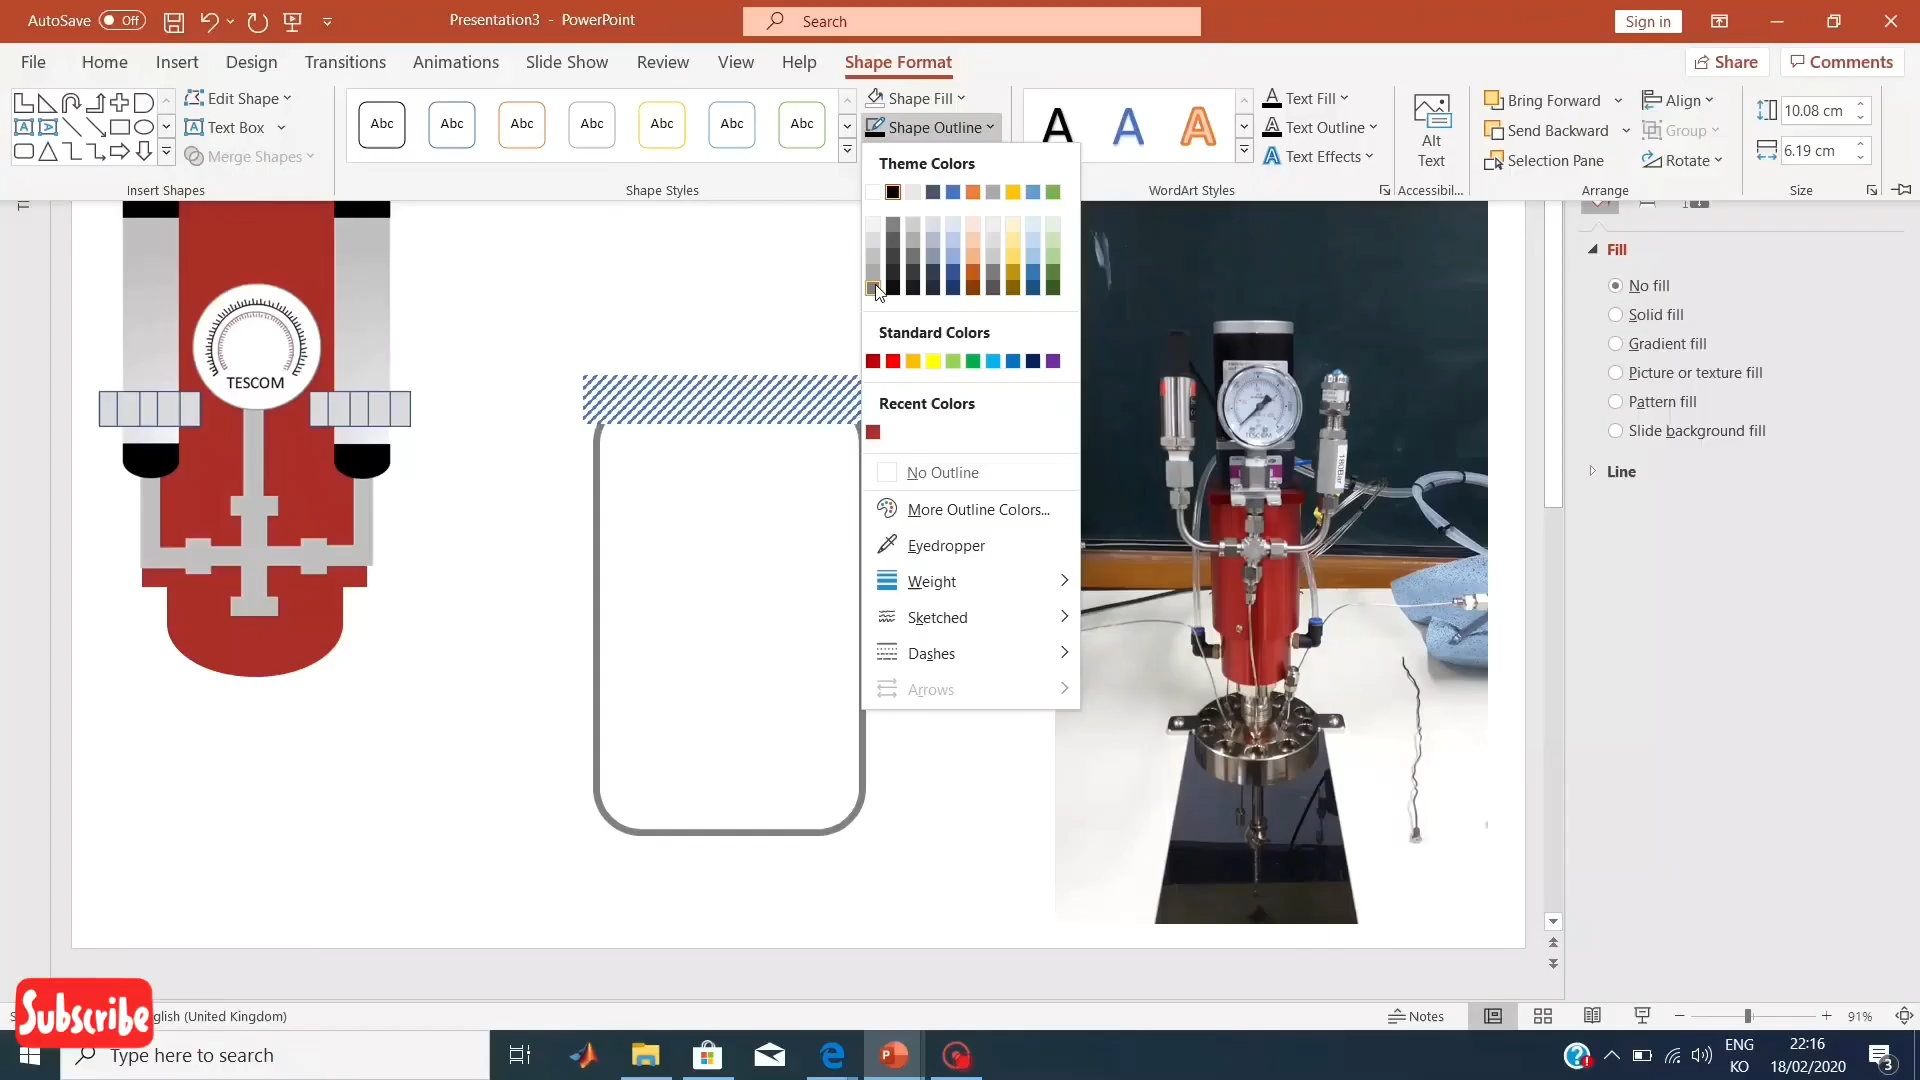 AutoSave Off Presentation3 - PowerPoint Search Sign in
File Home Insert Design Transitions Animations Slide Show Review View Help Shape Format Share Comments
Edit Shape Text Box Merge Shapes
Insert Shapes
Abc Abc Abc Abc Abc Abc Abc
Shape Styles
Shape Fill
Shape Outline
A A A
WordArt Styles
Text Fill
Text Outline
Text Effects
Alt Text
Accessibil...
Bring Forward
Send Backward
Selection Pane
Align
Group
Rotate
Arrange
10.08 cm
6.19 cm
Size
Theme Colors
Standard Colors
Recent Colors
No Outline
More Outline Colors...
Eyedropper
Weight
Sketched
Dashes
Arrows
TESCOM
TESCOM
Fill
No fill
Solid fill
Gradient fill
Picture or texture fill
Pattern fill
Slide background fill
Line
Subscribe
glish (United Kingdom)
Notes
91%
Type here to search
ENG
KO
22:16
18/02/2020
3